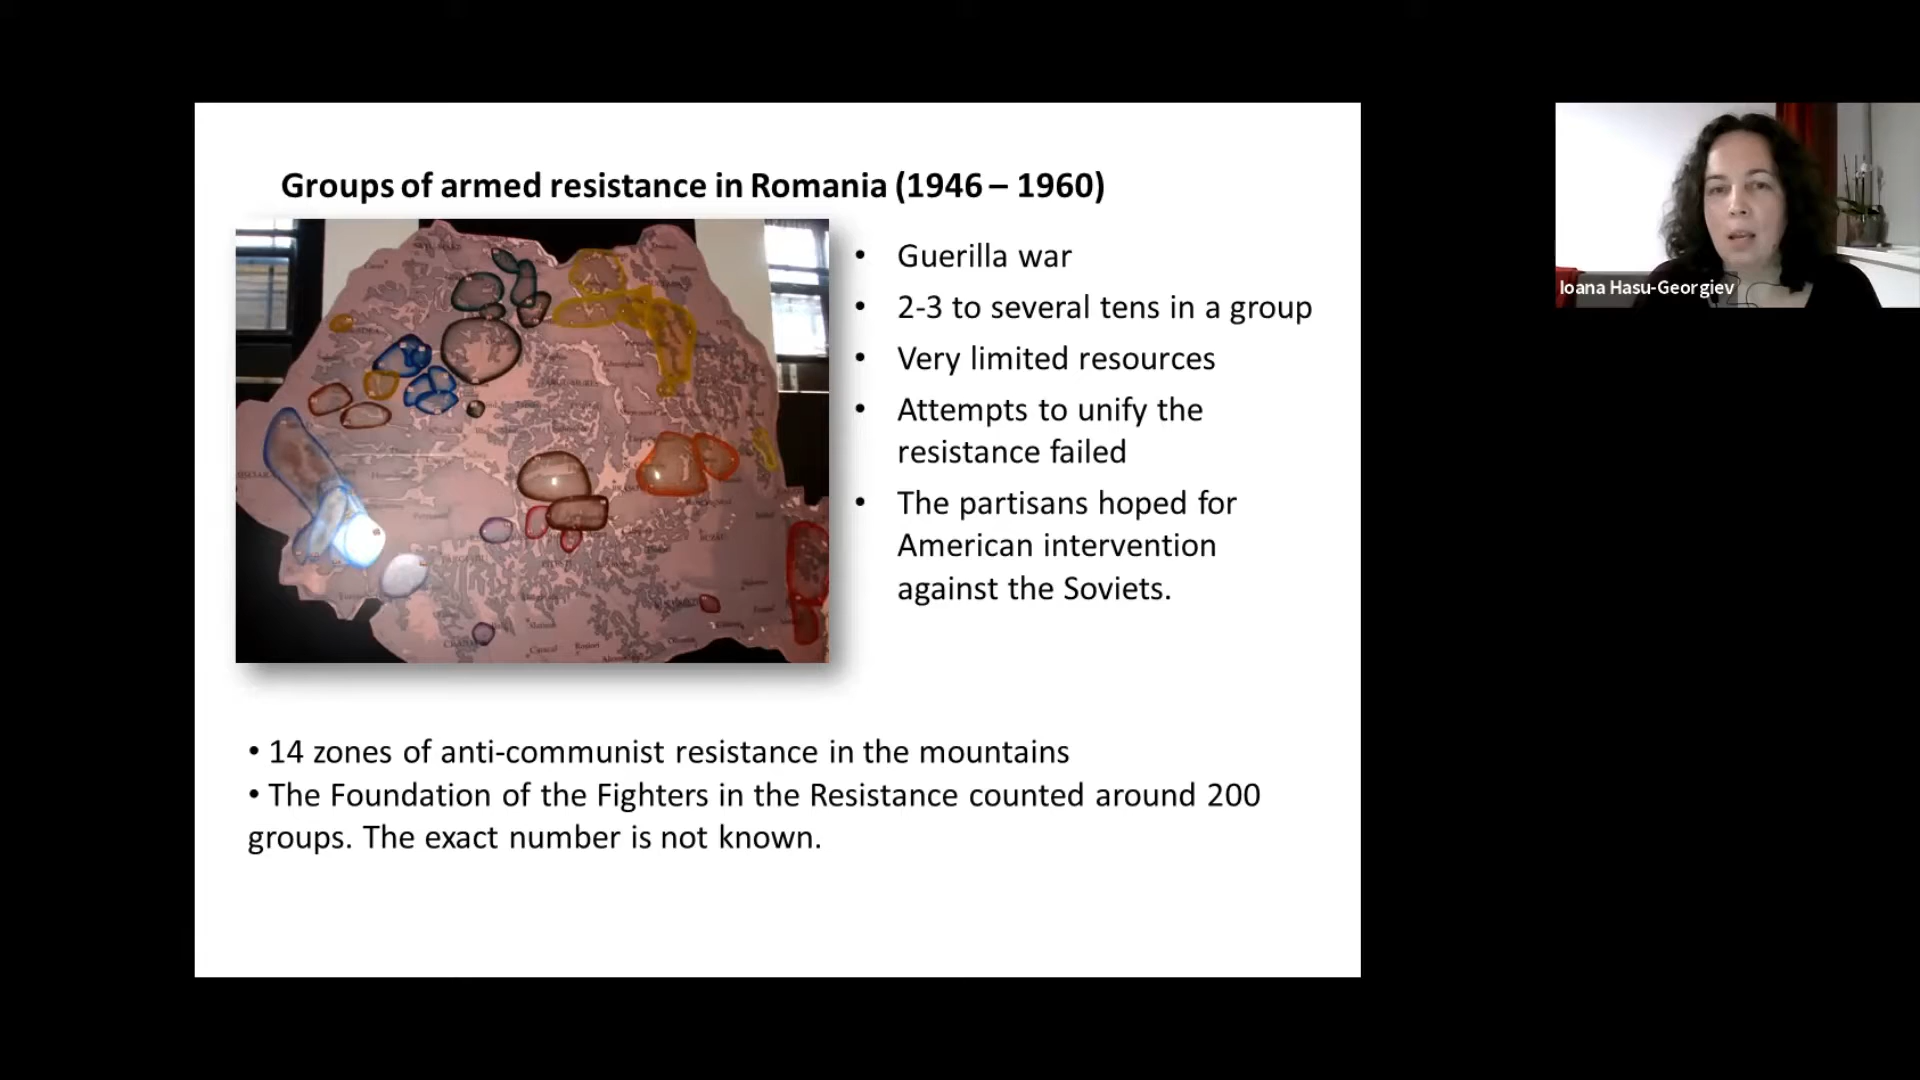 Groups of armed resistance in Romania (1946 – 1960)
• Guerilla war
• 2-3 to several tens in a group
• Very limited resources
• Attempts to unify the
resistance failed
• The partisans hoped for
American intervention
against the Soviets.
• 14 zones of anti-communist resistance in the mountains
• The Foundation of the Fighters in the Resistance counted around 200
groups. The exact number is not known.
Ioana Hasu-Georgiev
Caracal